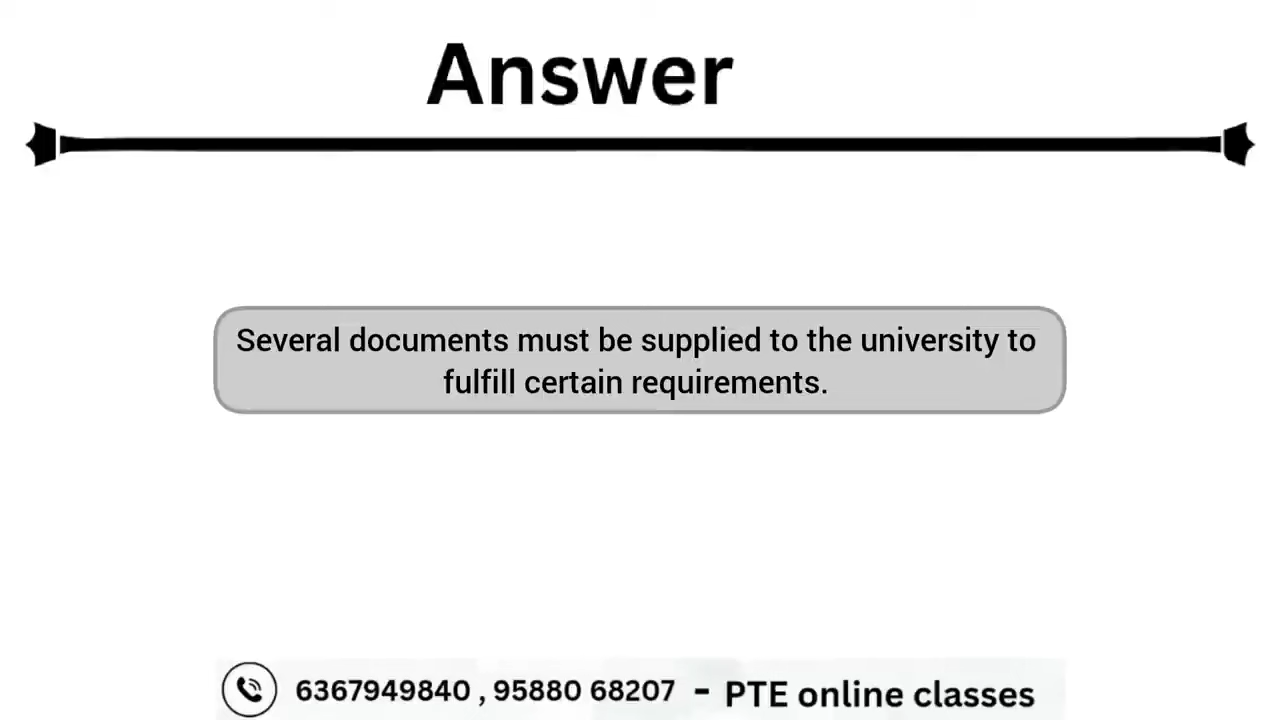 Answer
Several documents must be supplied to the university to
fulfill certain requirements.
6367949840 , 95880 68207 - PTE online classes